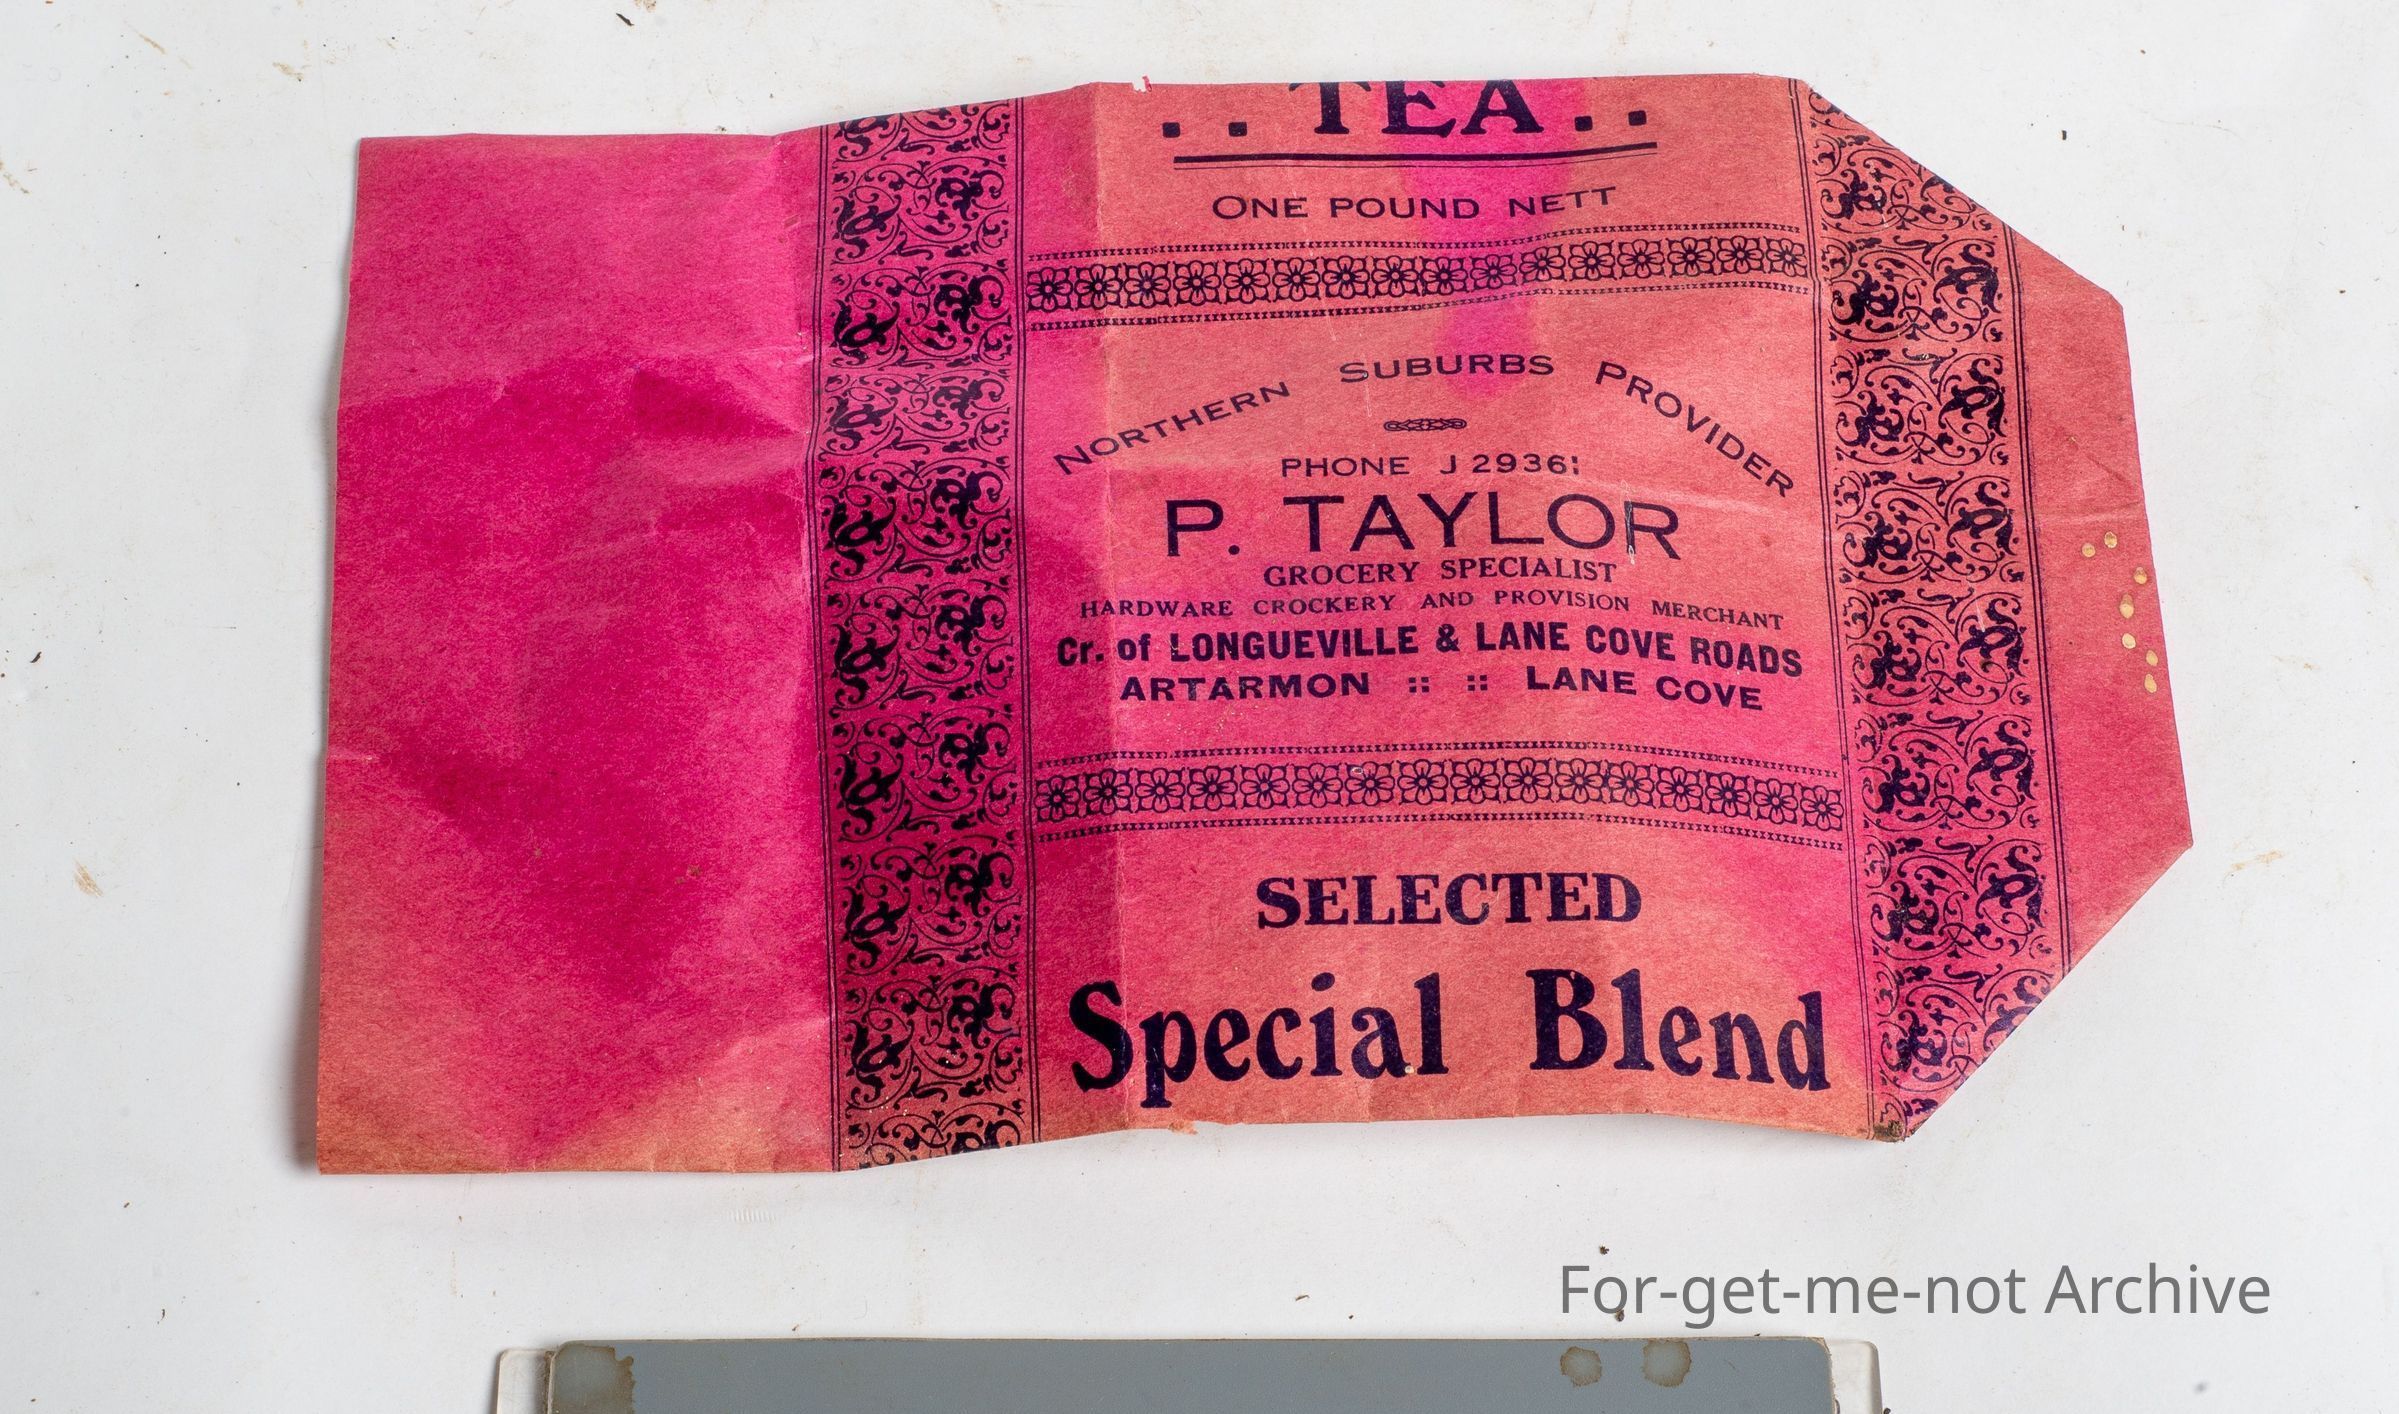 . . TEA . .
ONE POUND NETT
NORTHERN SUBURBS PROVIDER
PHONE J 2936:
P. TAYLOR
GROCERY SPECIALIST
HARDWARE CROCKERY AND PROVISION MERCHANT
Cr. of LONGUEVILLE & LANE COVE ROADS
ARTARMON :: :: LANE COVE
SELECTED
Special Blend
For-get-me-not Archive